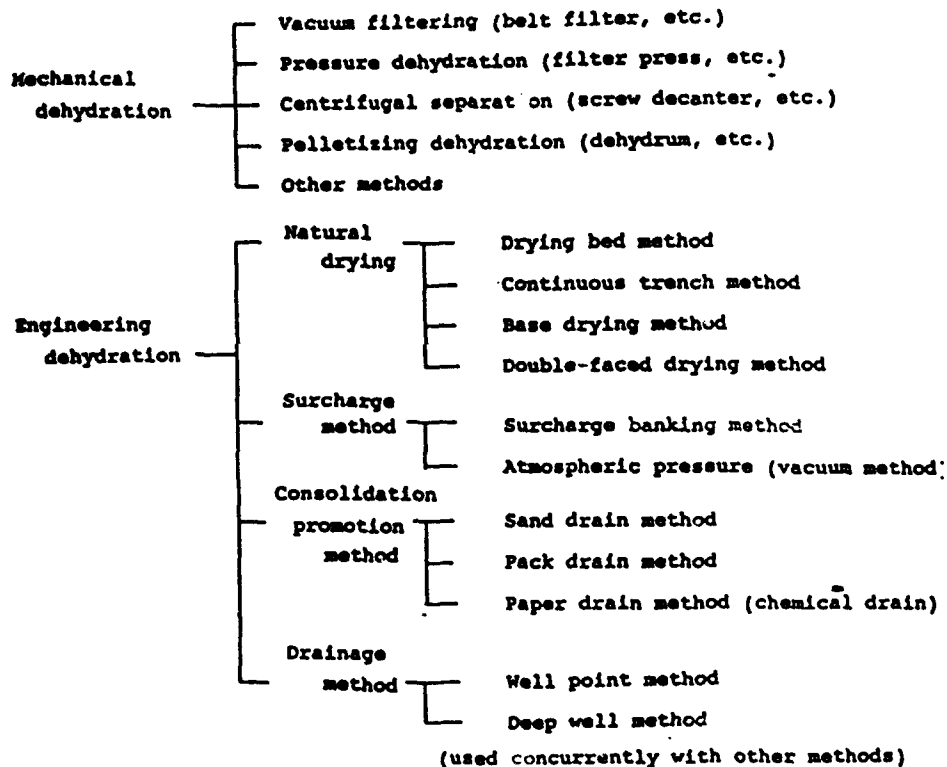 Vacuum filtering (belt filter, etc.)
Pressure dehydration (filter press, etc.)
Mechanical
dehydration
Centrifugal separat on (screw decanter, etc.)
Pelletizing dehydration (dehydrum, etc.)
Other methods
Natural
drying
Drying bed method
Continuous trench method
Engineering
dehydration
Base drying method
Double-faced drying method
Surcharge
method
Surcharge banking method
Atmospheric pressure (vacuum method)
Consolidation
promotion
method
Sand drain method
Pack drain method
Paper drain method (chemical drain)
Drainage
method
Well point method
Deep well method
(used concurrently with other methods)